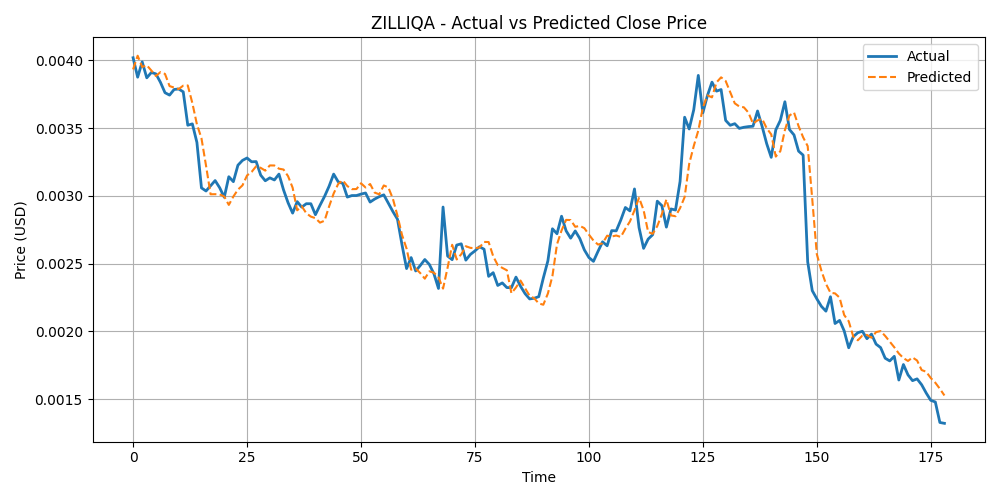 ZILLIQA - Actual vs Predicted Close Price
Actual
Predicted
Price (USD)
0.0040
0.0035
0.0030
0.0025
0.0020
0.0015
0 25 50 75 100 125 150 175
Time